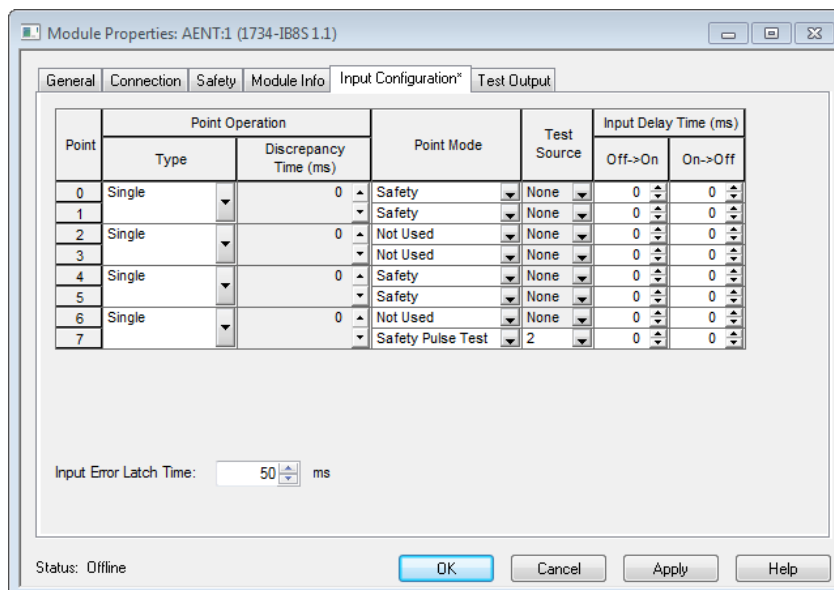 Module Properties: AENT:1 (1734-IB8S 1.1)
General Connection Safety Module Info Input Configuration* Test Output
Point Point Operation Point Mode Test Source Input Delay Time (ms)
Type Discrepancy Time (ms) Off->On On->Off
0 Single 0 Safety None 0 0
1 Safety None 0 0
2 Single 0 Not Used None 0 0
3 Not Used None 0 0
4 Single 0 Safety None 0 0
5 Safety None 0 0
6 Single 0 Not Used None 0 0
7 Safety Pulse Test 2 0 0
Input Error Latch Time: 50 ms
Status: Offline OK Cancel Apply Help